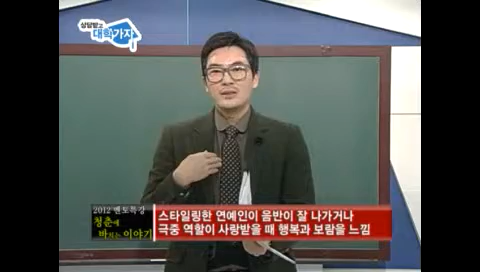 상담받고
대학가자
2012 멘토특강
청춘에
바치는 이야기
스타일링한 연예인이 음반이 잘 나가거나
극중 역할이 사랑받을 때 행복과 보람을 느낌